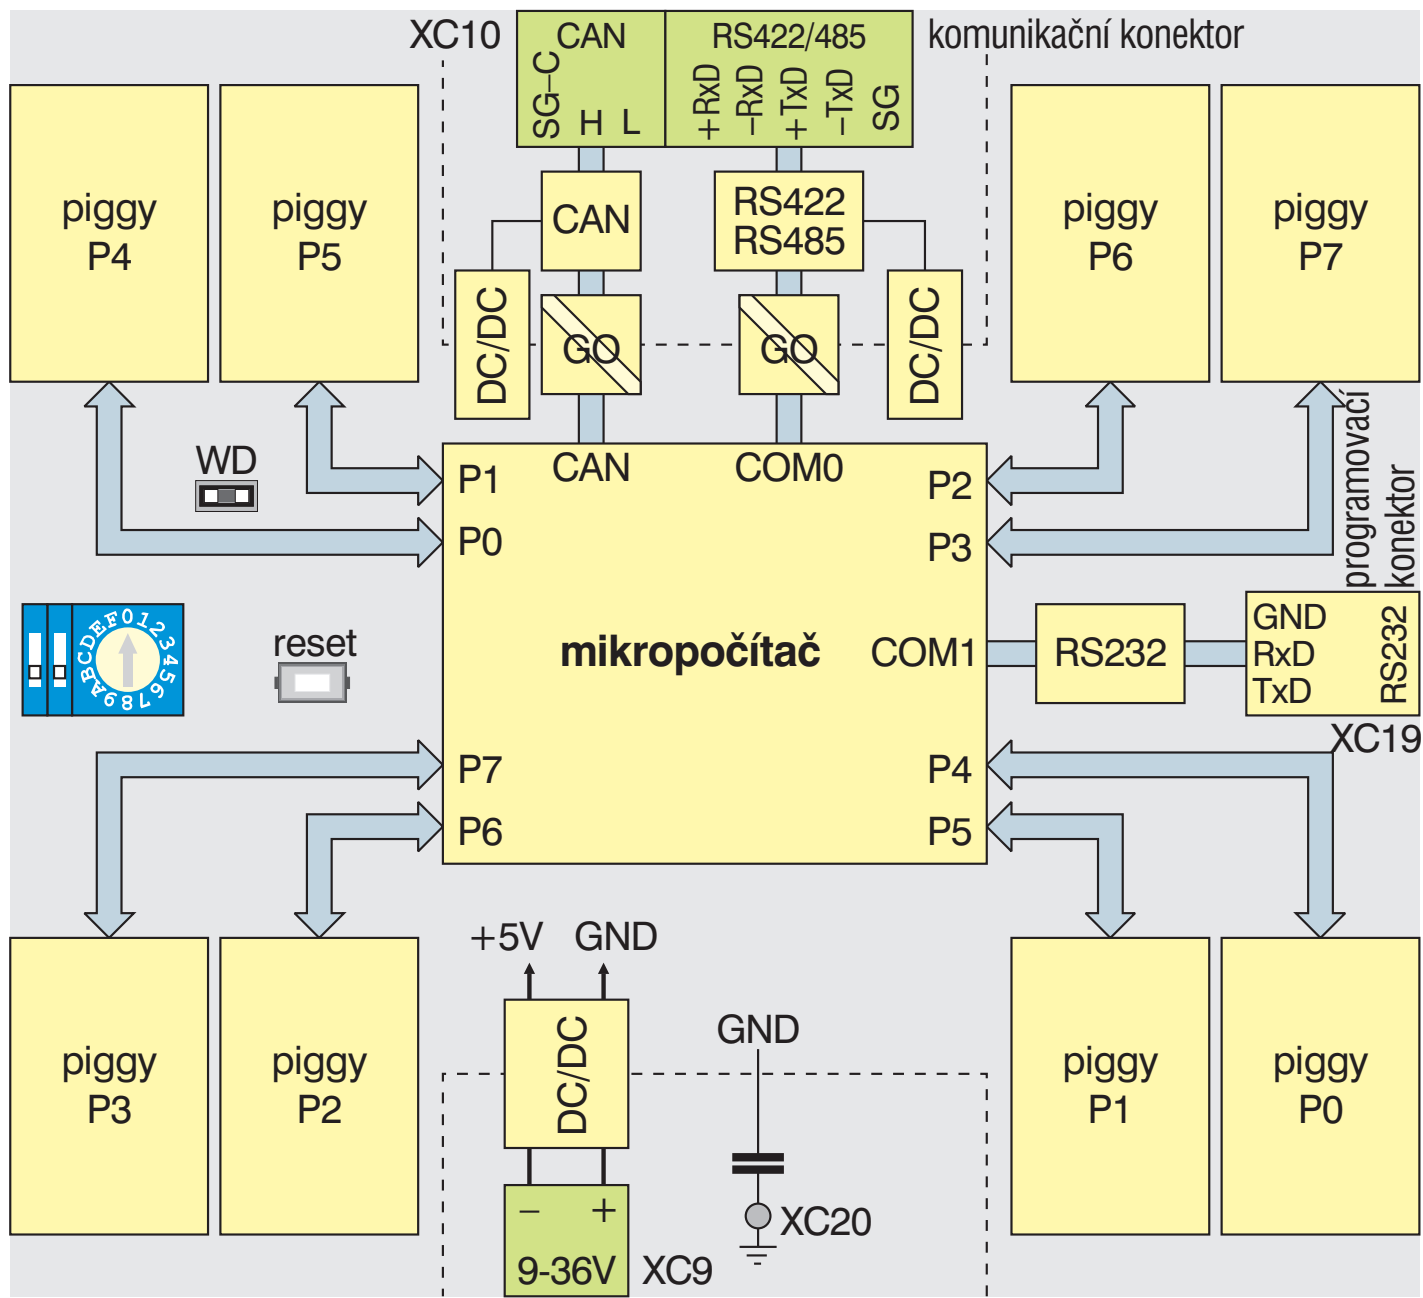 XC10
CAN
RS422/485
komunikační konektor
SG–C
H
L
+RxD
–RxD
+TxD
–TxD
SG
piggy
P4
piggy
P5
CAN
RS422
RS485
piggy
P6
piggy
P7
DC/DC
GO
GO
DC/DC
programovací
konektor
WD
P1
CAN
COM0
P2
P0
P3
0123456789ABCDEF
reset
mikropočítač
COM1
RS232
GND
RxD
TxD
RS232
XC19
P7
P4
P6
P5
+5V
GND
DC/DC
GND
piggy
P3
piggy
P2
piggy
P1
piggy
P0
– +
9-36V
XC9
XC20